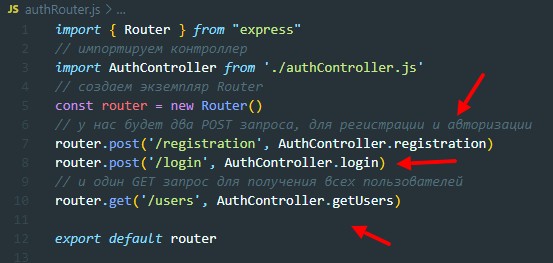 authRouter.js > ...
1 import { Router } from "express"
2 // импортируем контроллер
3 import AuthController from './authController.js'
4 // создаем экземпляр Router
5 const router = new Router()
6 // у нас будет два POST запроса, для регистрации и авторизации
7 router.post('/registration', AuthController.registration)
8 router.post('/login', AuthController.login)
9 // и один GET запрос для получения всех пользователей
10 router.get('/users', AuthController.getUsers)
11
12 export default router